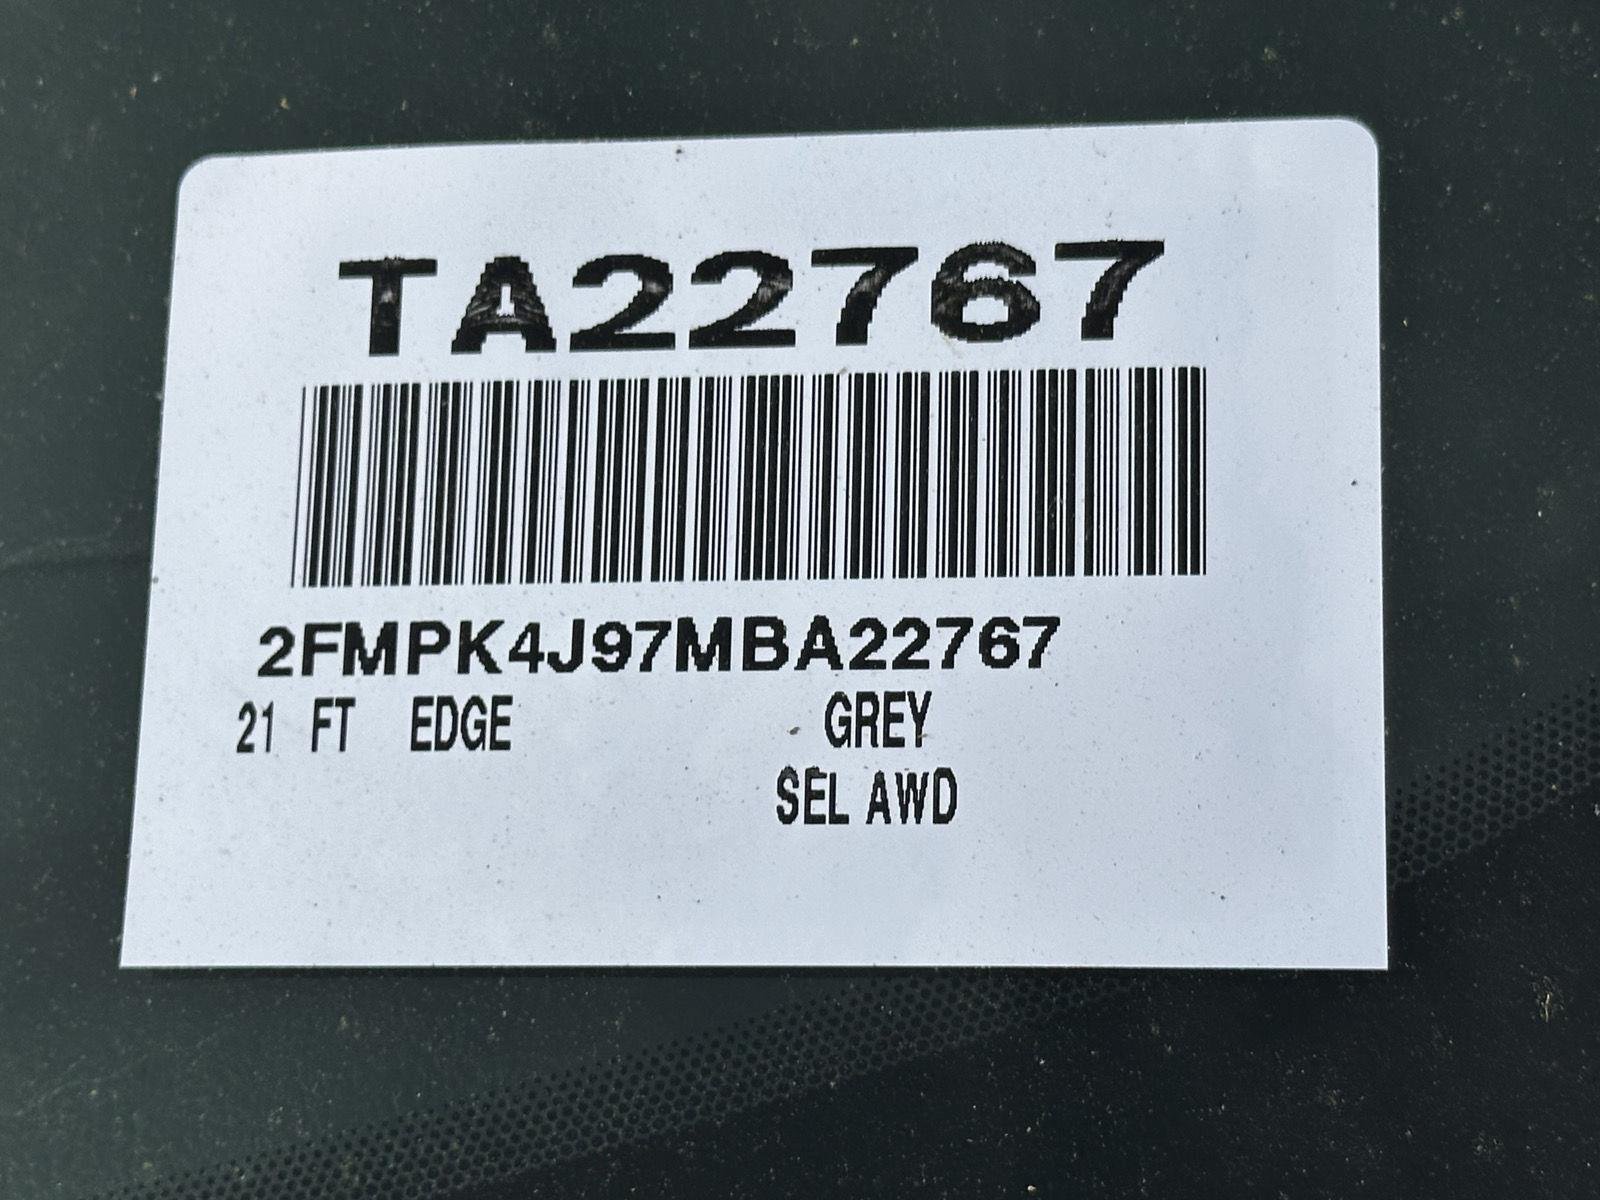 TA22767
2FMPK4J97MBA22767
21 FT EDGE GREY
SEL AWD